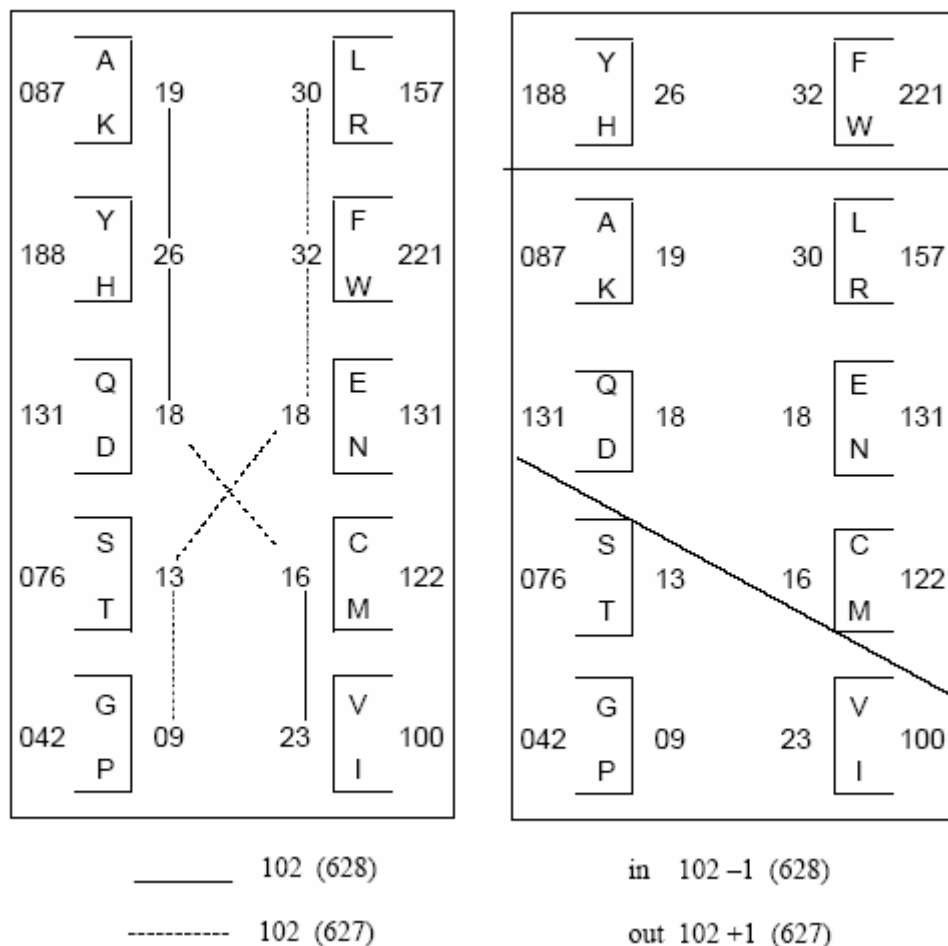 A L
087 19 30 157
K R
Y F
188 26 32 221
H W
Q E
131 18 18 131
D N
S C
076 13 16 122
T M
G V
042 09 23 100
P I
102 (628)
102 (627)
Y F
188 26 32 221
H W
A L
087 19 30 157
K R
Q E
131 18 18 131
D N
S C
076 13 16 122
T M
G V
042 09 23 100
P I
in 102 –1 (628)
out 102 +1 (627)